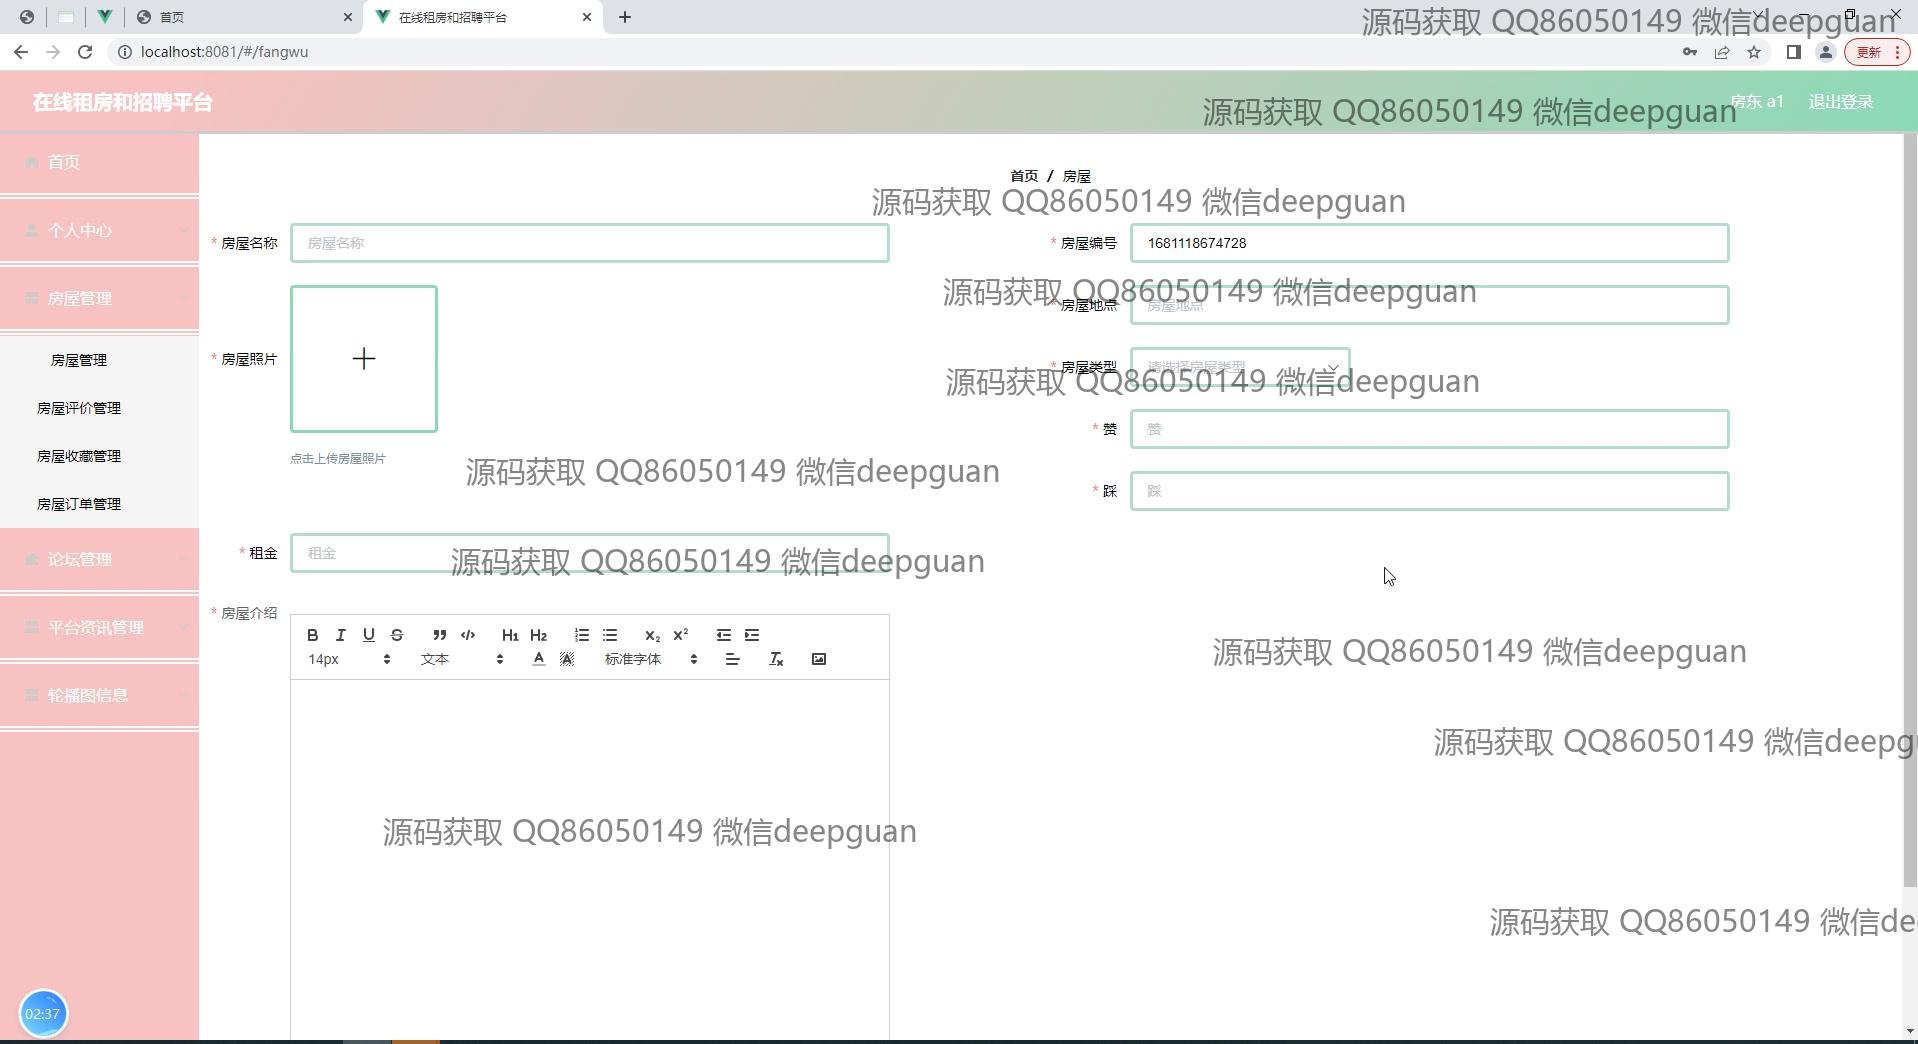 首页
在线租房和招聘平台
源码获取 QQ86050149 微信deepguan
localhost:8081/#/fangwu
更新
在线租房和招聘平台
源码获取 QQ86050149 微信deepguan
房东 a1
退出登录
首页
个人中心
房屋管理
房屋管理
房屋评价管理
房屋收藏管理
房屋订单管理
论坛管理
平台资讯管理
轮播图信息
02:37
首页 / 房屋
源码获取 QQ86050149 微信deepguan
* 房屋名称
房屋名称
* 房屋编号
1681118674728
源码获取 QQ86050149 微信deepguan
* 房屋地点
房屋地点
* 房屋照片
点击上传房屋照片
* 房屋类型
请选择房屋类型
源码获取 QQ86050149 微信deepguan
* 赞
赞
源码获取 QQ86050149 微信deepguan
* 踩
踩
* 租金
租金
源码获取 QQ86050149 微信deepguan
* 房屋介绍
B I U S H1 H2 X2 X2
14px 文本 A A 标准字体 Tx
源码获取 QQ86050149 微信deepguan
源码获取 QQ86050149 微信deepg
源码获取 QQ86050149 微信deepguan
源码获取 QQ86050149 微信de